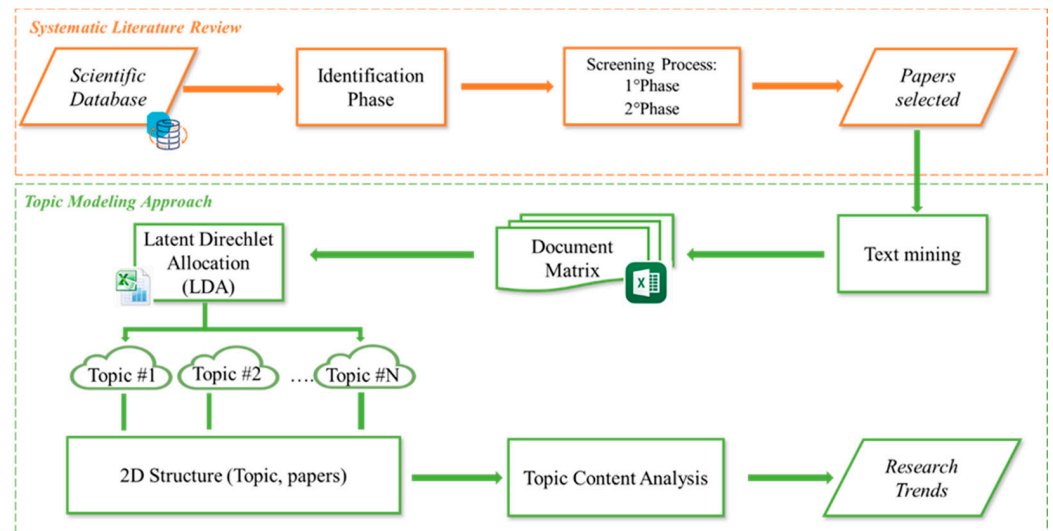 Systematic Literature Review
Scientific
Database
Identification
Phase
Screening Process:
1°Phase
2°Phase
Papers
selected
Topic Modeling Approach
Latent Direchlet
Allocation
(LDA)
Document
Matrix
Text mining
Topic #1
Topic #2
....
Topic #N
2D Structure (Topic, papers)
Topic Content Analysis
Research
Trends